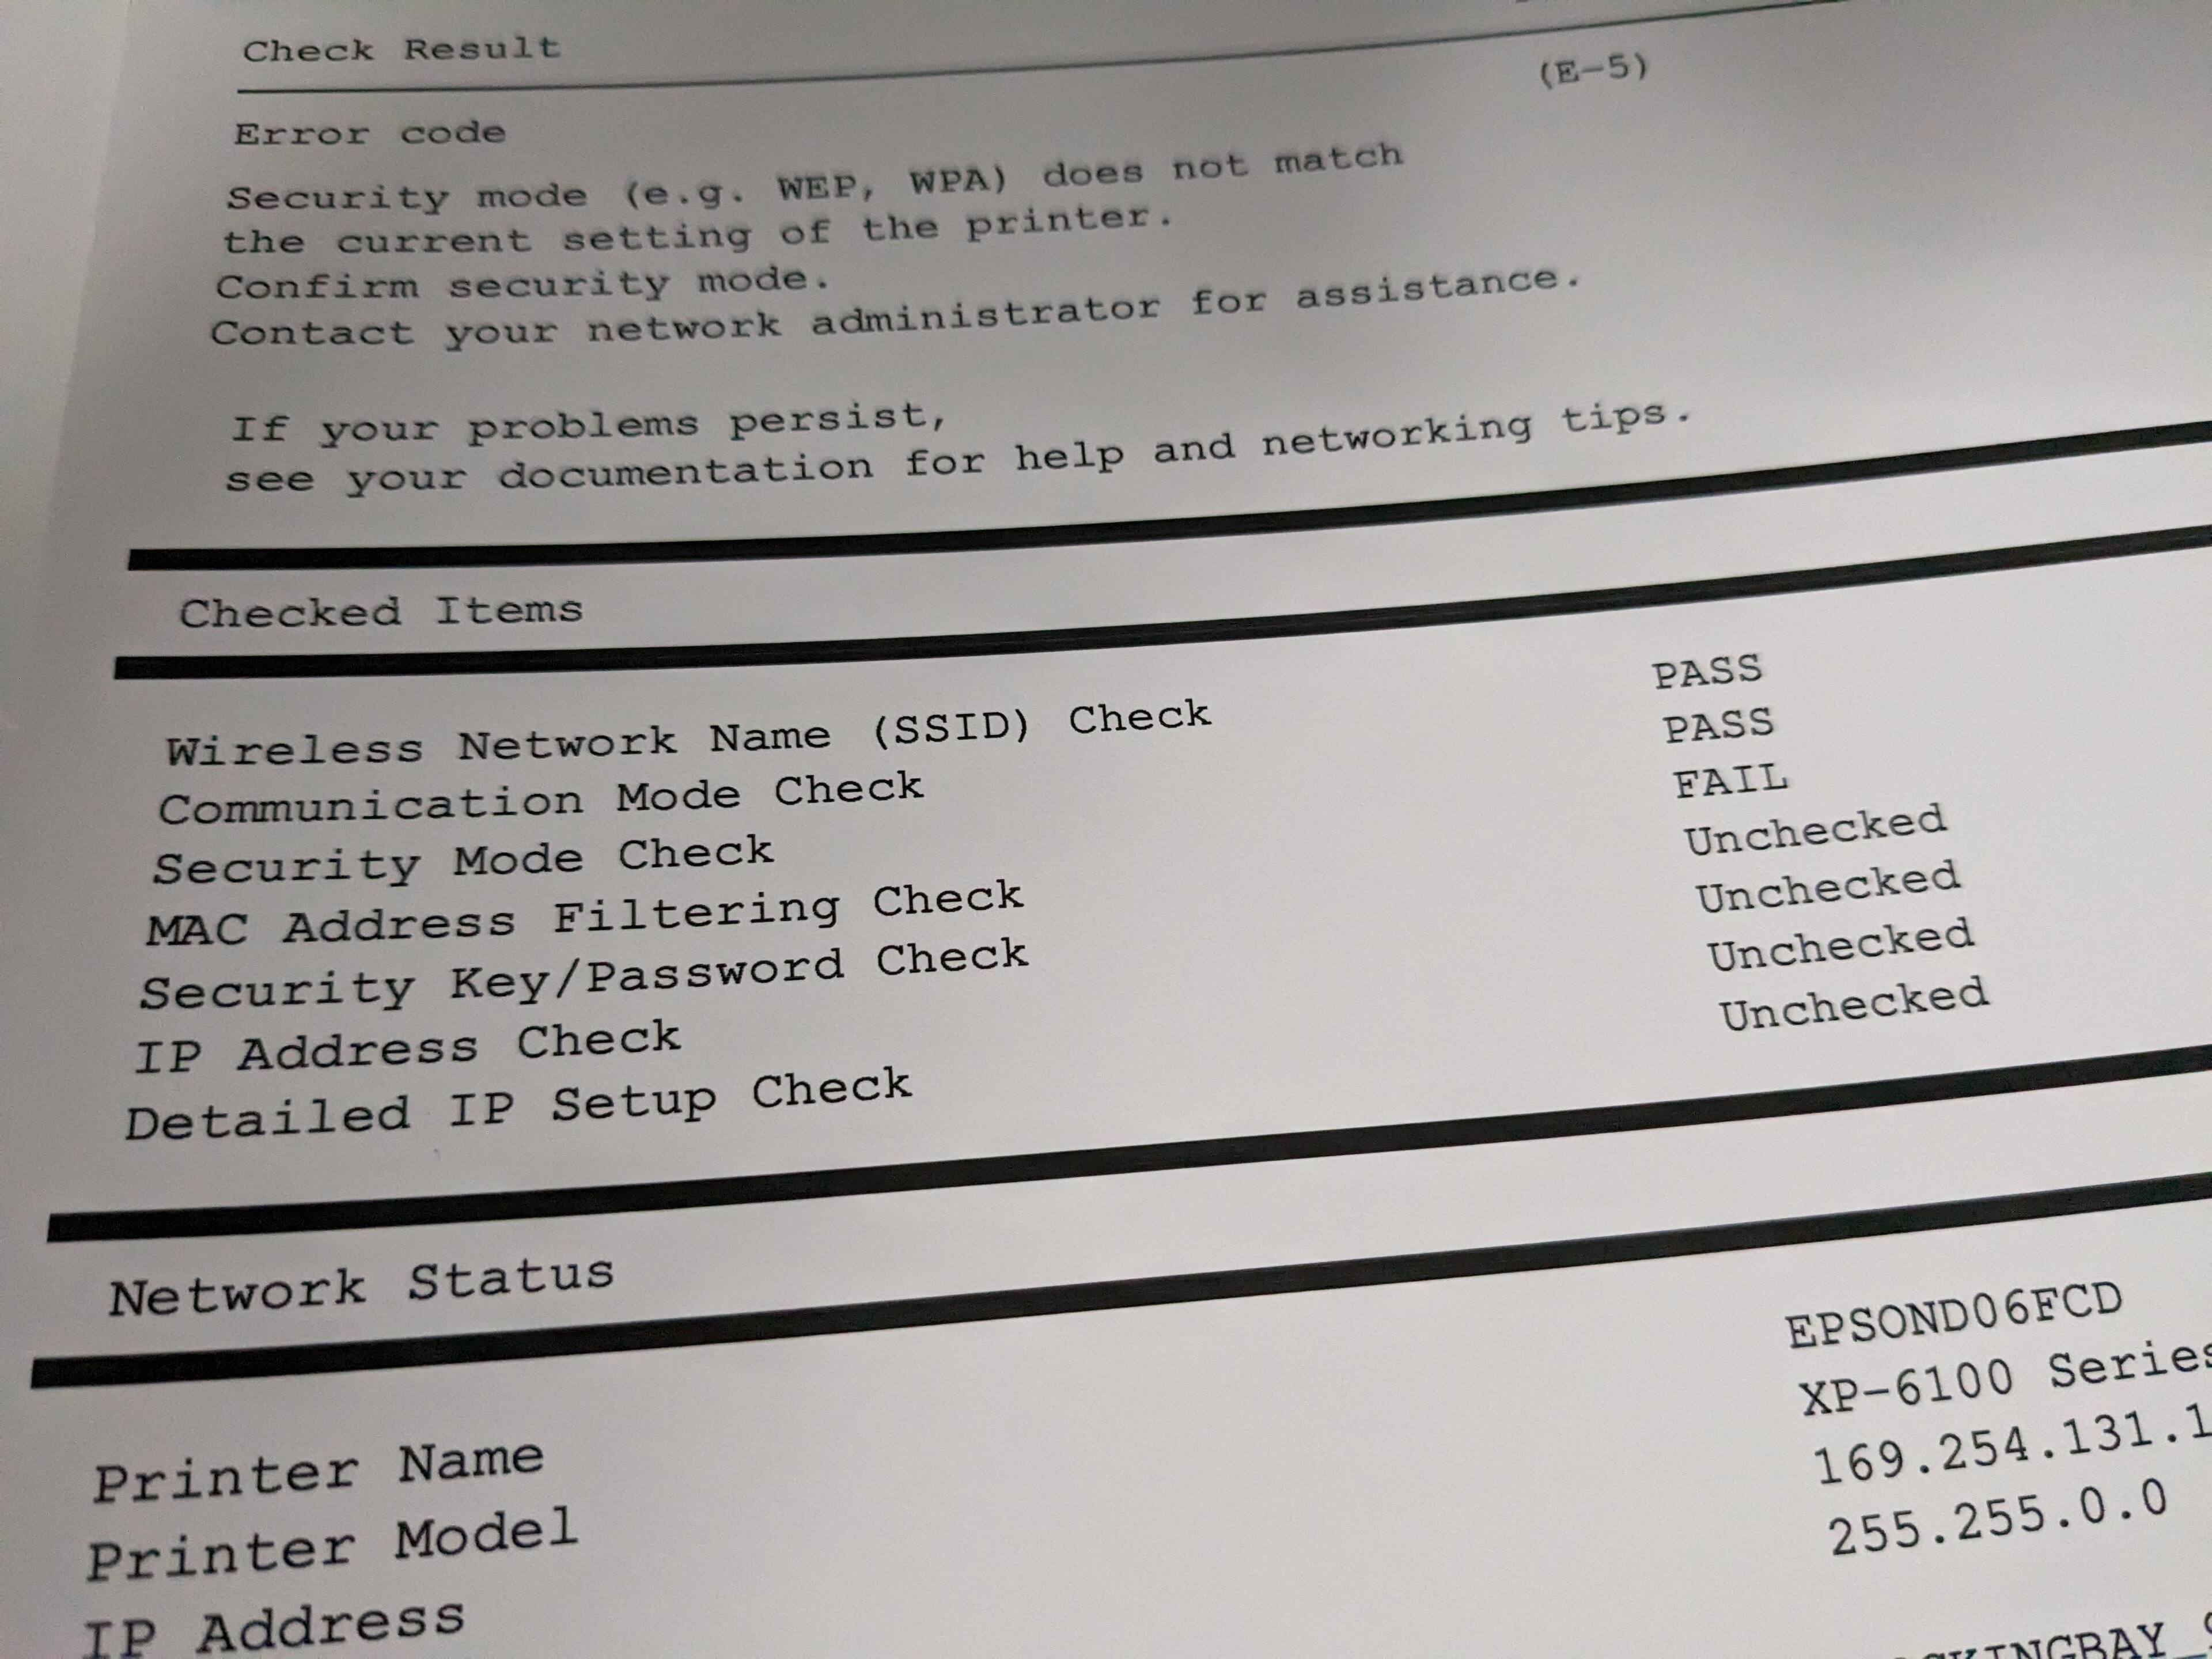 Check Result
Error code (E-5)
Security mode (e.g. WEP, WPA) does not match
the current setting of the printer.
Confirm security mode.
Contact your network administrator for assistance.
If your problems persist,
see your documentation for help and networking tips.
Checked Items
Wireless Network Name (SSID) Check PASS
Communication Mode Check PASS
Security Mode Check FAIL
MAC Address Filtering Check Unchecked
Security Key/Password Check Unchecked
IP Address Check Unchecked
Detailed IP Setup Check Unchecked
Network Status
Printer Name EPSOND06FCD
Printer Model XP-6100 Series
IP Address 169.254.131.1
255.255.0.0